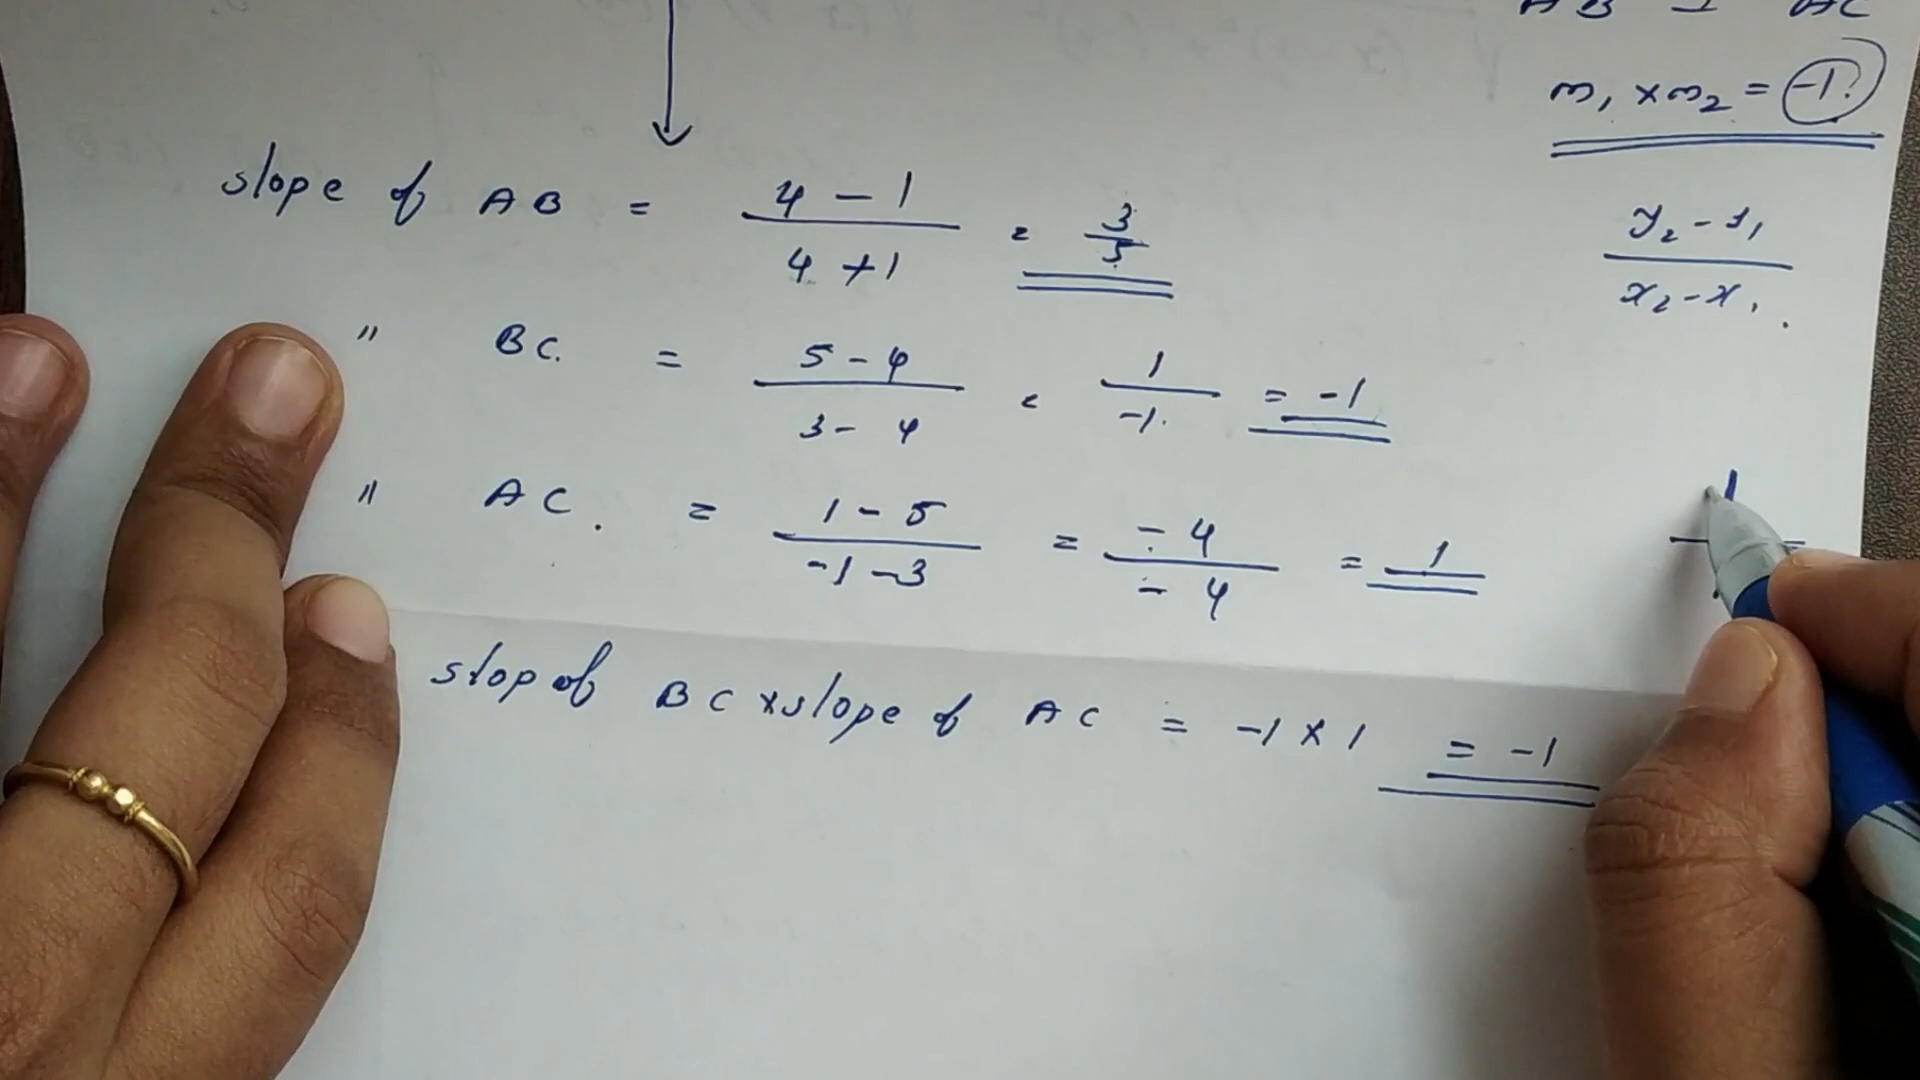 AB ⊥ AC
m₁ × m₂ = -1?
slope of AB = (4 - 1)/(4 + 1) = 3/5
(y₂ - y₁)/(x₂ - x₁)
" BC. = (5 - 4)/(3 - 4) = 1/-1. = -1
" AC. = (1 - 5)/(-1 - 3) = -4/-4 = 1
slop of BC × slope of AC = -1 × 1 = -1